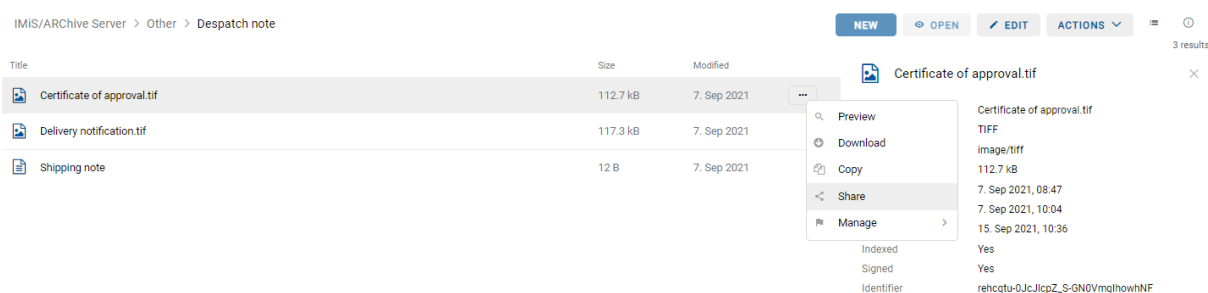 IMiS/ARChive Server > Other > Despatch note
NEW OPEN EDIT ACTIONS
3 results
Title Size Modified
Certificate of approval.tif 112.7 kB 7. Sep 2021 ...
Delivery notification.tif 117.3 kB 7. Sep 2021
Shipping note 12 B 7. Sep 2021
Preview
Download
Copy
Share
Manage >
Certificate of approval.tif
Certificate of approval.tif
TIFF
image/tiff
112.7 kB
7. Sep 2021, 08:47
7. Sep 2021, 10:04
15. Sep 2021, 10:36
Indexed Yes
Signed Yes
Identifier